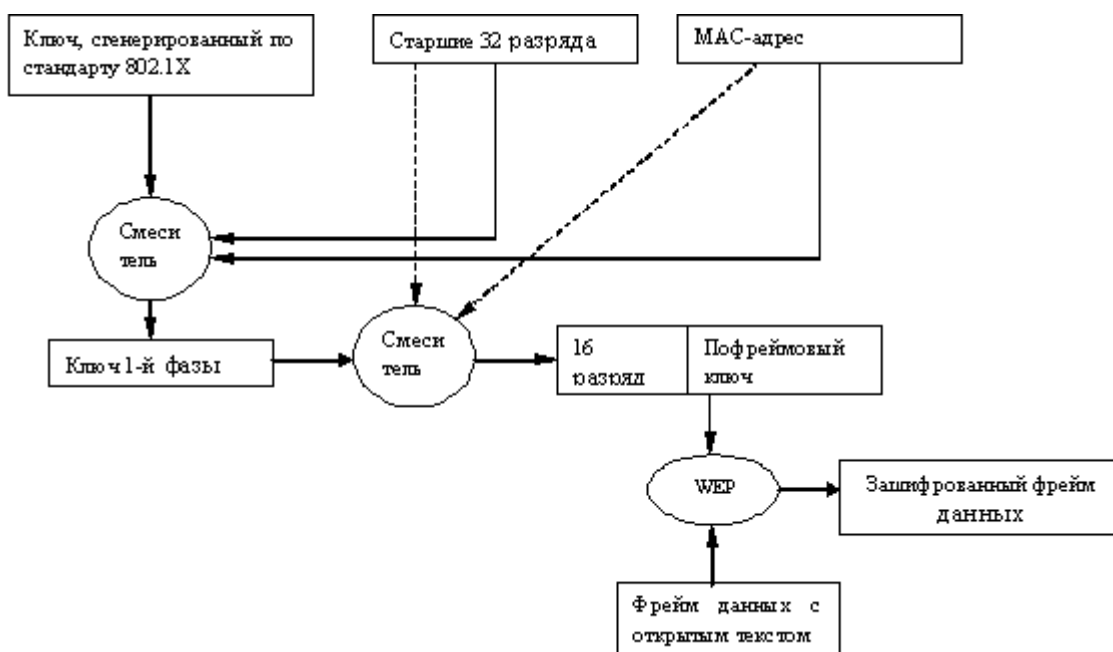 Ключ, сгенерированный по
стандарту 802.1X
Старшие 32 разряда
MAC-адрес
Смеси
тель
Ключ 1-й фазы
Смеси
тель
16
разряд
Пофреймовый
ключ
WEP
Зашифрованный фрейм
данных
Фрейм данных с
открытым текстом